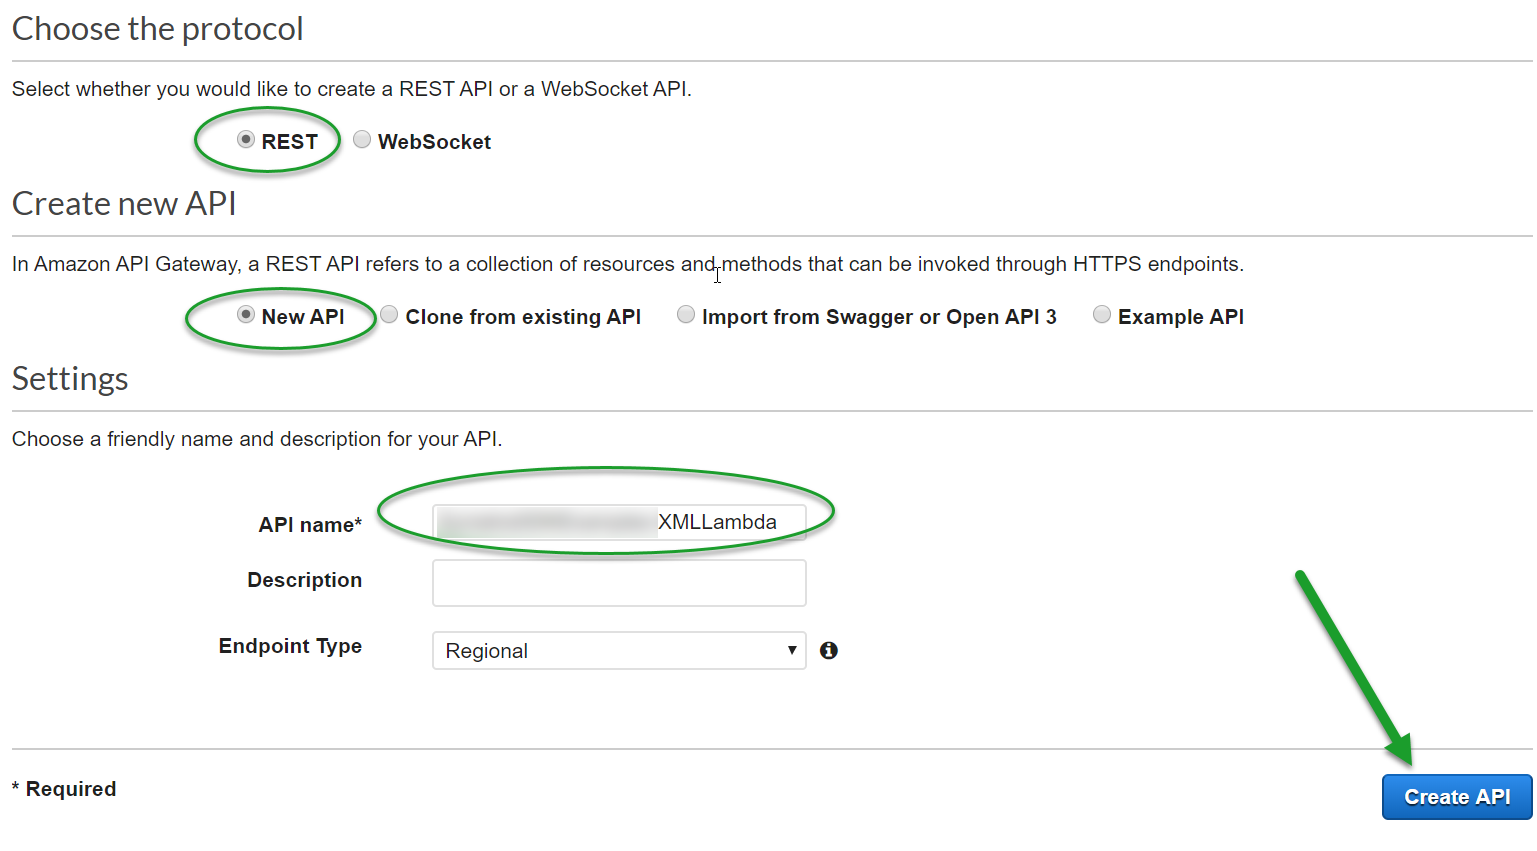 Choose the protocol
Select whether you would like to create a REST API or a WebSocket API.
REST WebSocket
Create new API
In Amazon API Gateway, a REST API refers to a collection of resources and methods that can be invoked through HTTPS endpoints.
New API Clone from existing API Import from Swagger or Open API 3 Example API
Settings
Choose a friendly name and description for your API.
API name* XMLLambda
Description
Endpoint Type Regional
* Required
Create API